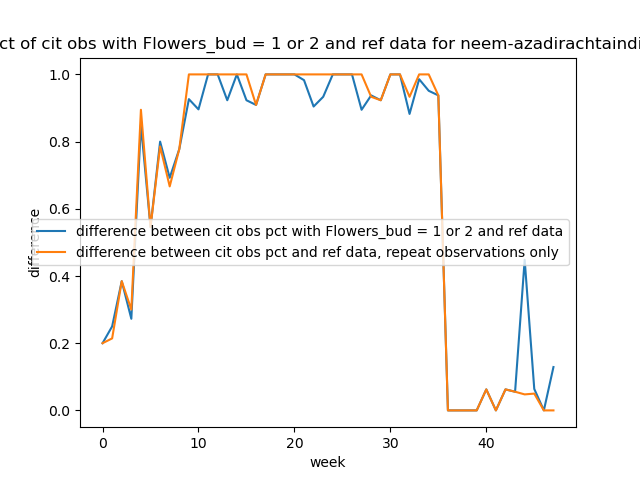 ct of cit obs with Flowers_bud = 1 or 2 and ref data for neem-azadirachtaindi
1.0
0.8
0.6
0.4
0.2
0.0
difference
difference between cit obs pct with Flowers_bud = 1 or 2 and ref data
difference between cit obs pct and ref data, repeat observations only
0 10 20 30 40
week